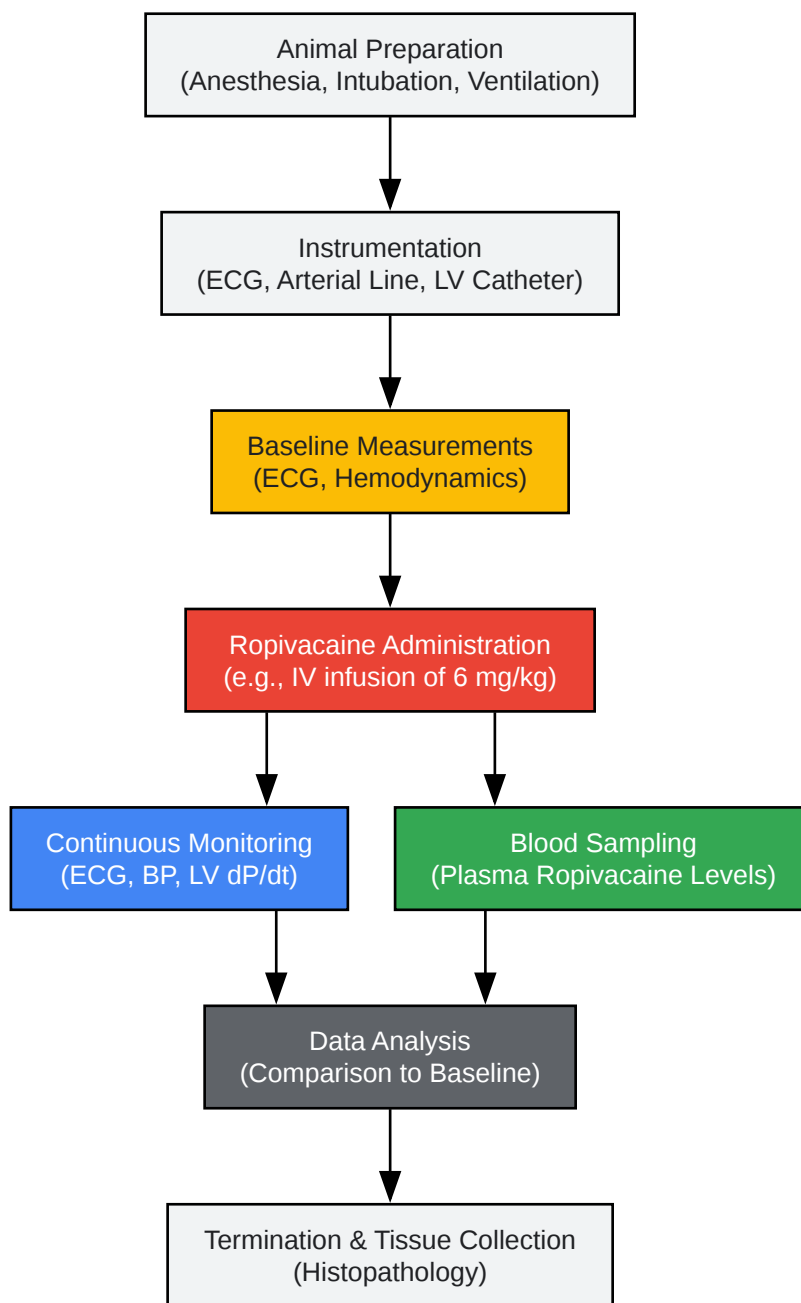 Animal Preparation
(Anesthesia, Intubation, Ventilation)
Instrumentation
(ECG, Arterial Line, LV Catheter)
Baseline Measurements
(ECG, Hemodynamics)
Ropivacaine Administration
(e.g., IV infusion of 6 mg/kg)
Continuous Monitoring
(ECG, BP, LV dP/dt)
Blood Sampling
(Plasma Ropivacaine Levels)
Data Analysis
(Comparison to Baseline)
Termination & Tissue Collection
(Histopathology)